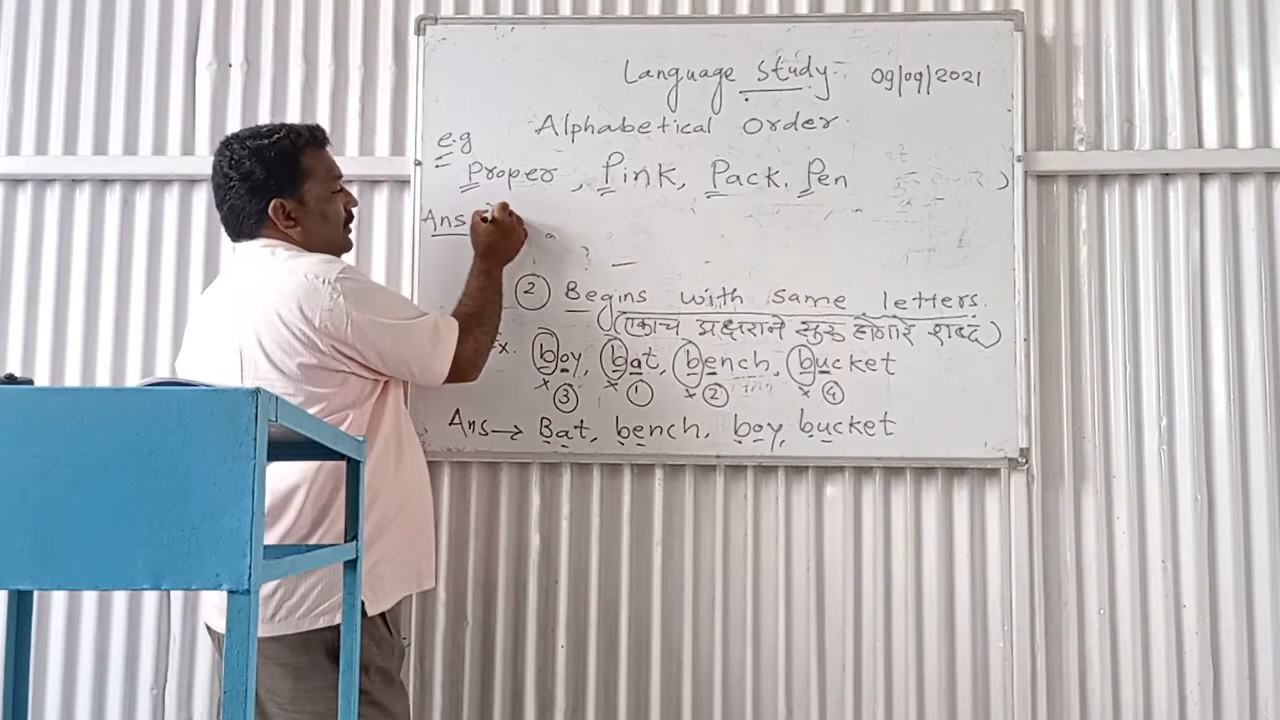 Language study:- 09/09/2021
Alphabetical order.
e.g
Proper, Pink, Pack, Pen
Ans
② Begins with same letters.
(एकाच अक्षराने सुरु होणारे शब्द)
Ex. boy, bat, bench, bucket
x x x x
③ ① ② ④
Ans → Bat, bench, boy, bucket